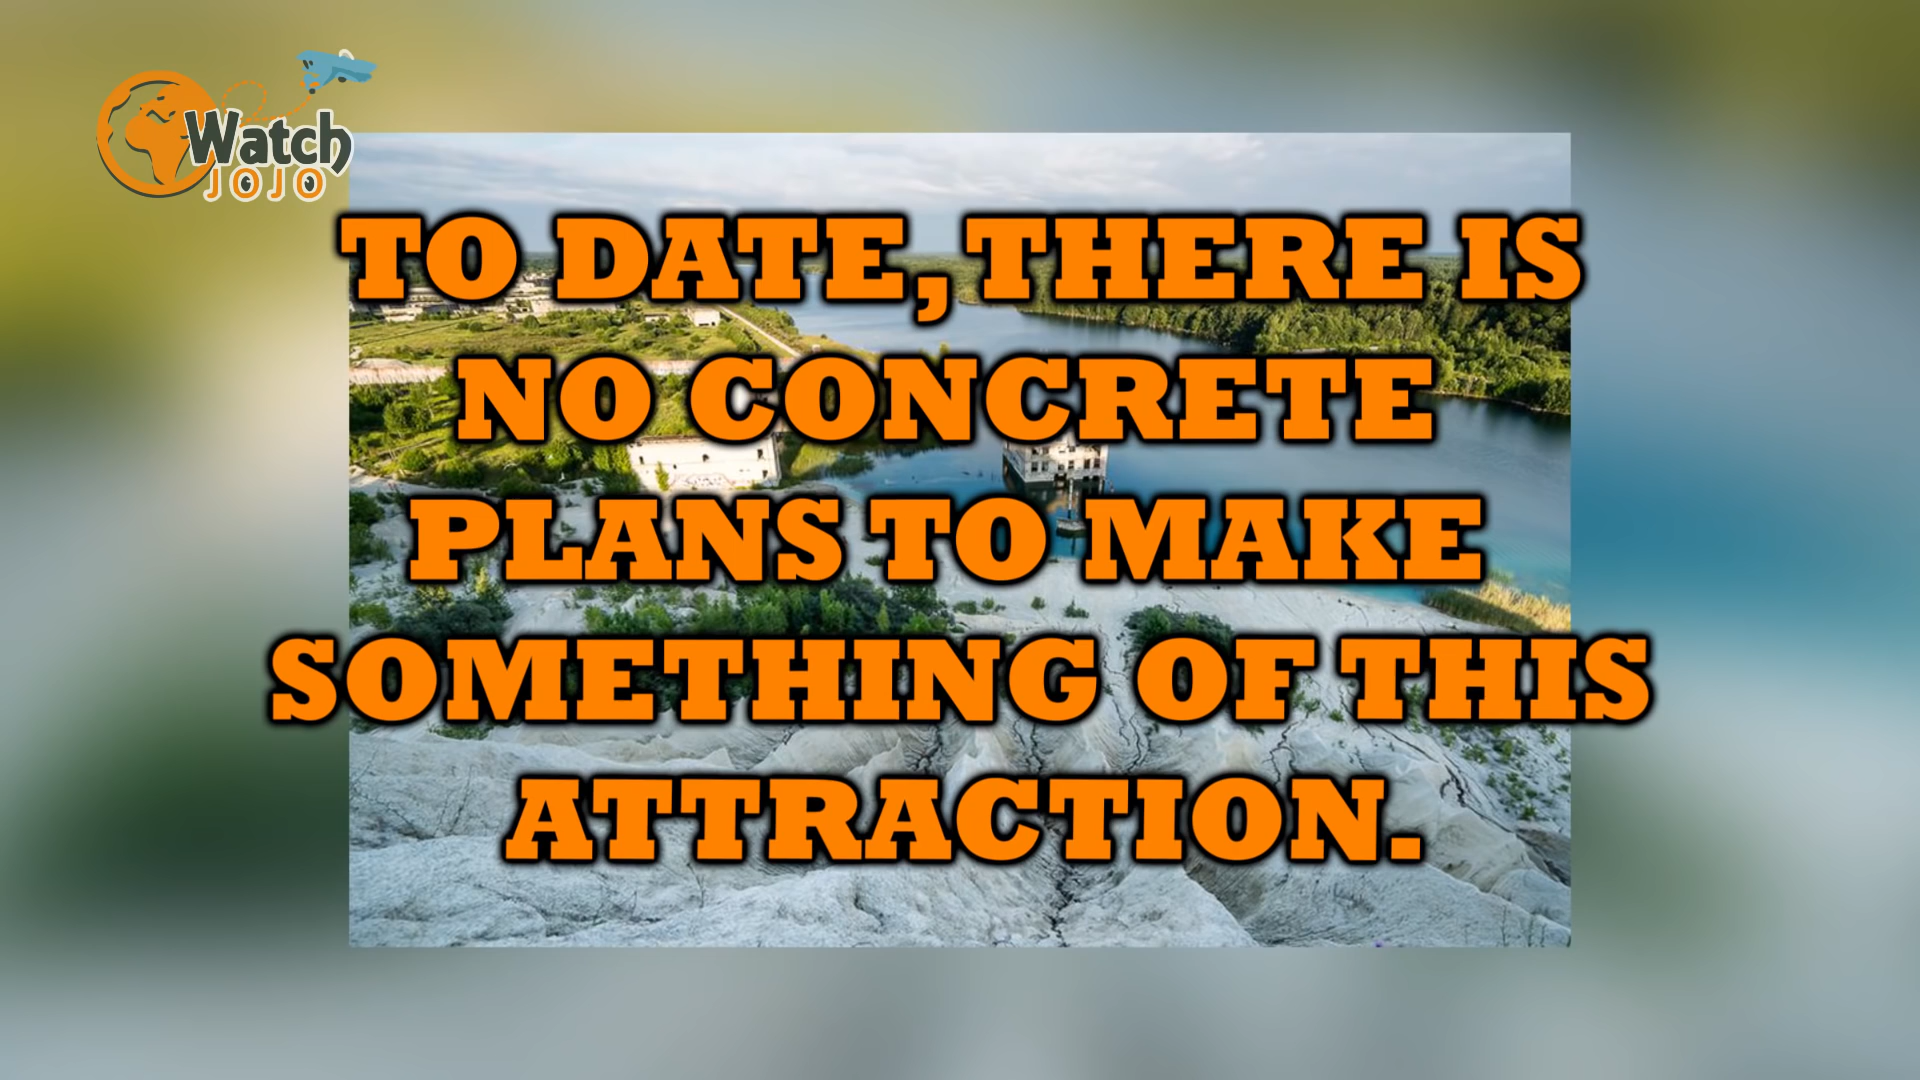 Watch
JOJO
TO DATE, THERE IS
NO CONCRETE
PLANS TO MAKE
SOMETHING OF THIS
ATTRACTION.